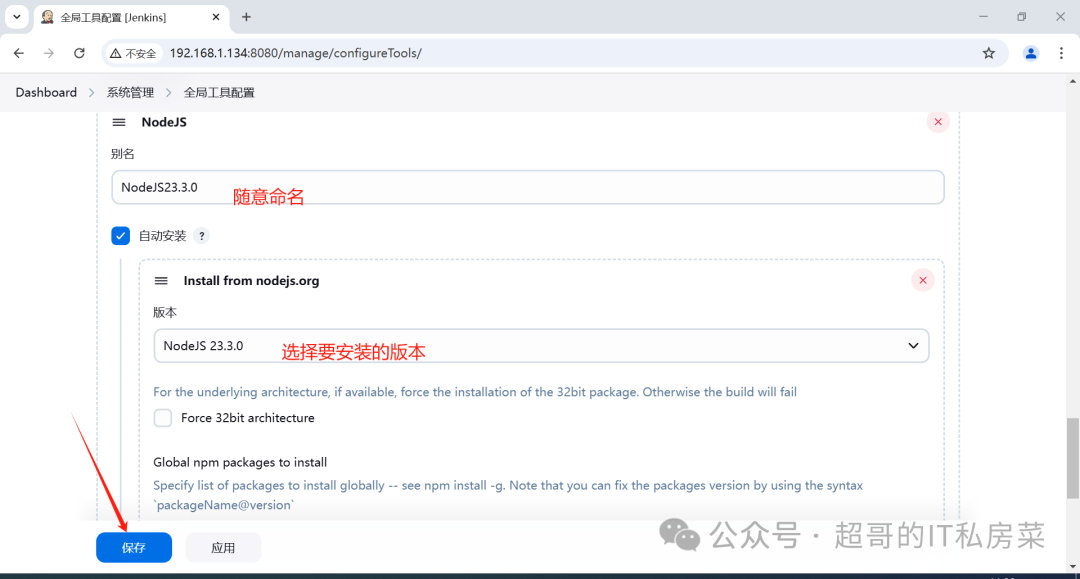 全局工具配置 [Jenkins]
不安全 192.168.1.134:8080/manage/configureTools/
Dashboard 系统管理 全局工具配置
NodeJS
别名
NodeJS23.3.0
随意命名
自动安装 ?
Install from nodejs.org
版本
NodeJS 23.3.0
选择要安装的版本
For the underlying architecture, if available, force the installation of the 32bit package. Otherwise the build will fail
Force 32bit architecture
Global npm packages to install
Specify list of packages to install globally -- see npm install -g. Note that you can fix the packages version by using the syntax
`packageName@version`
保存 应用
公众号 · 超哥的IT私房菜